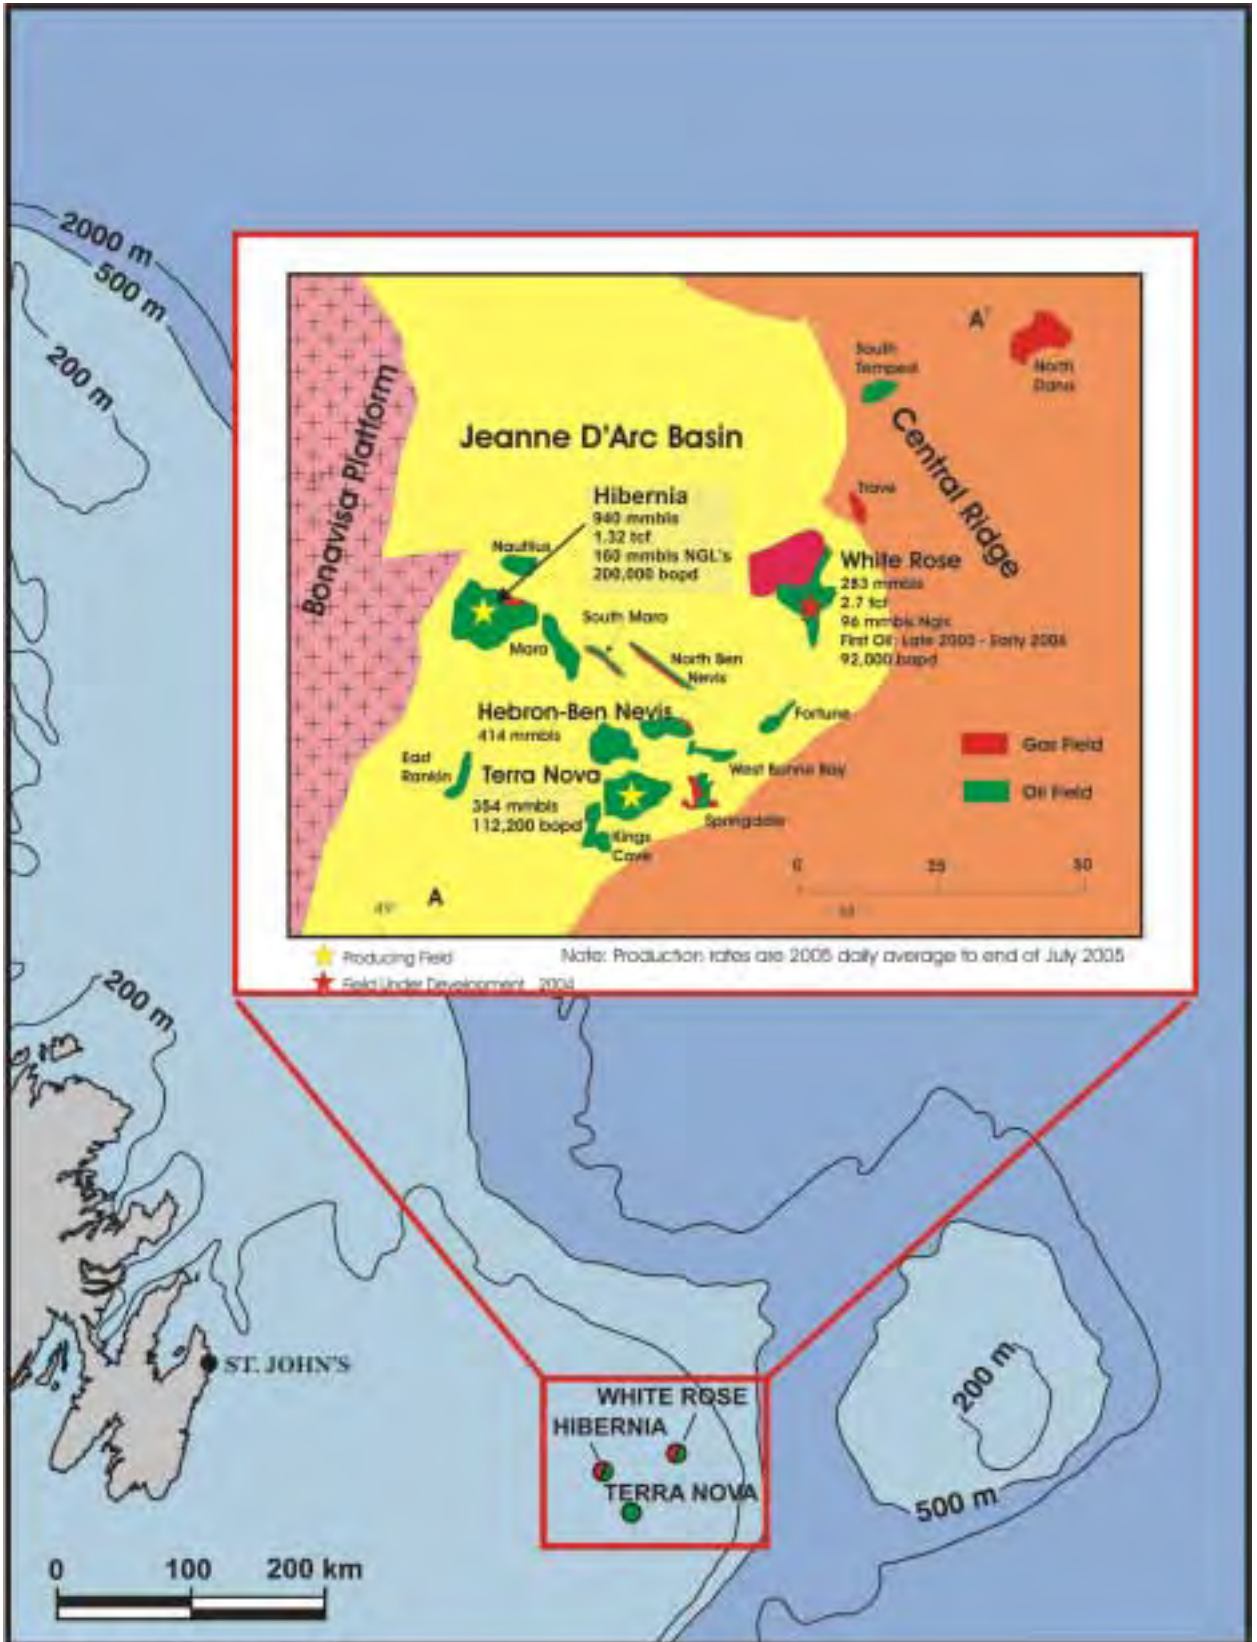 2000 m
500 m
200 m
A'
South
Tempest
North
Dana
Central Ridge
Bonavisa Platform
Jeanne D'Arc Basin
Hibernia
940 mmbls
1.32 tcf
160 mmbls NGL's
200,000 bopd
Trave
Nautilus
White Rose
283 mmbls
2.7 tcf
96 mmbls Ngls
First Oil: Late 2005 - Early 2006
92,000 bopd
South Mara
Mara
North Ben
Nevis
Hebron-Ben Nevis
414 mmbls
Fortune
East
Rankin
Terra Nova
354 mmbls
112,200 bopd
West Bonne Bay
Springdale
Kings
Cave
Gas Field
Oil Field
0 25 50
A
Producing Field
Note: Production rates are 2005 daily average to end of July 2005
Field Under Development 2004
200 m
ST. JOHN'S
WHITE ROSE
HIBERNIA
TERRA NOVA
200 m
500 m
0 100 200 km